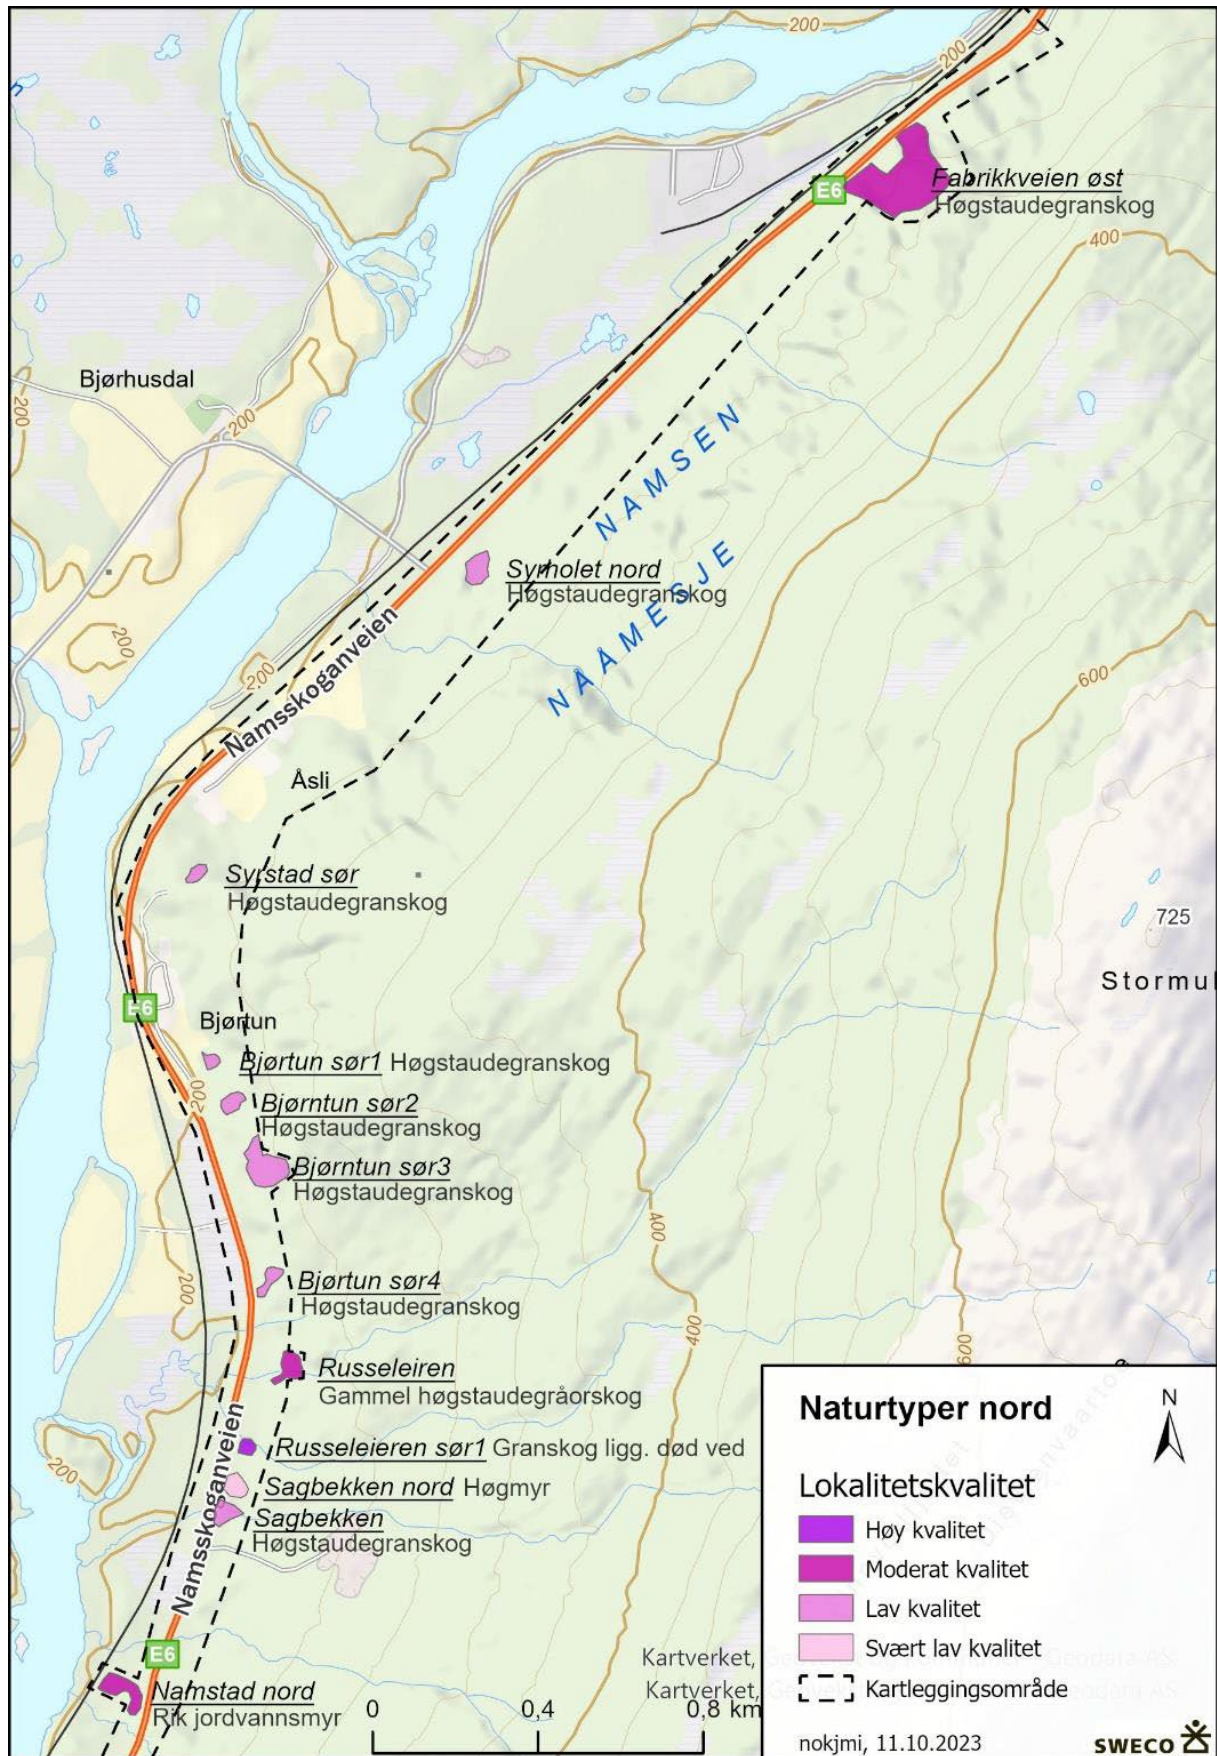 200
200
E6
Fabrikkveien øst
Høgstaudegranskog
400
Bjørhusdal
200
200
NAMSEN
Symolet nord
Høgstaudegranskog
NÅÅMESJE
200
200
600
Namsskoganveien
Åsli
Syrstad sør
Høgstaudegranskog
725
Stormul
E6
Bjørtun
Bjørtun sør1 Høgstaudegranskog
200
Bjørntun sør2
Høgstaudegranskog
Bjørntun sør3
Høgstaudegranskog
400
200
Bjørtun sør4
Høgstaudegranskog
400
600
Russeleiren
Gammel høgstaudegråorskog
Namsskoganveien
Russeleieren sør1 Granskog ligg. død ved
200
Sagbekken nord Høgmyr
Sagbekken
Høgstaudegranskog
E6
Namstad nord
Rik jordvannsmyr
0 0,4 0,8 km
Kartverket,
Kartverket,
Naturtyper nord
N
Lokalitetskvalitet
Høy kvalitet
Moderat kvalitet
Lav kvalitet
Svært lav kvalitet
Kartleggingsområde
nokjmi, 11.10.2023
SWECO